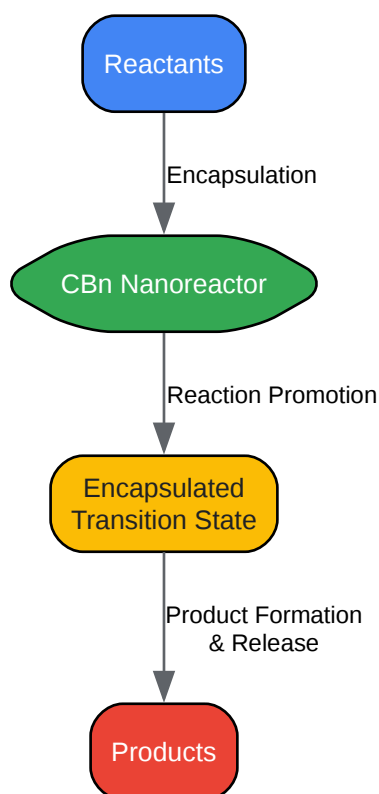 Reactants
Encapsulation
CBn Nanoreactor
Reaction Promotion
Encapsulated
Transition State
Product Formation
& Release
Products